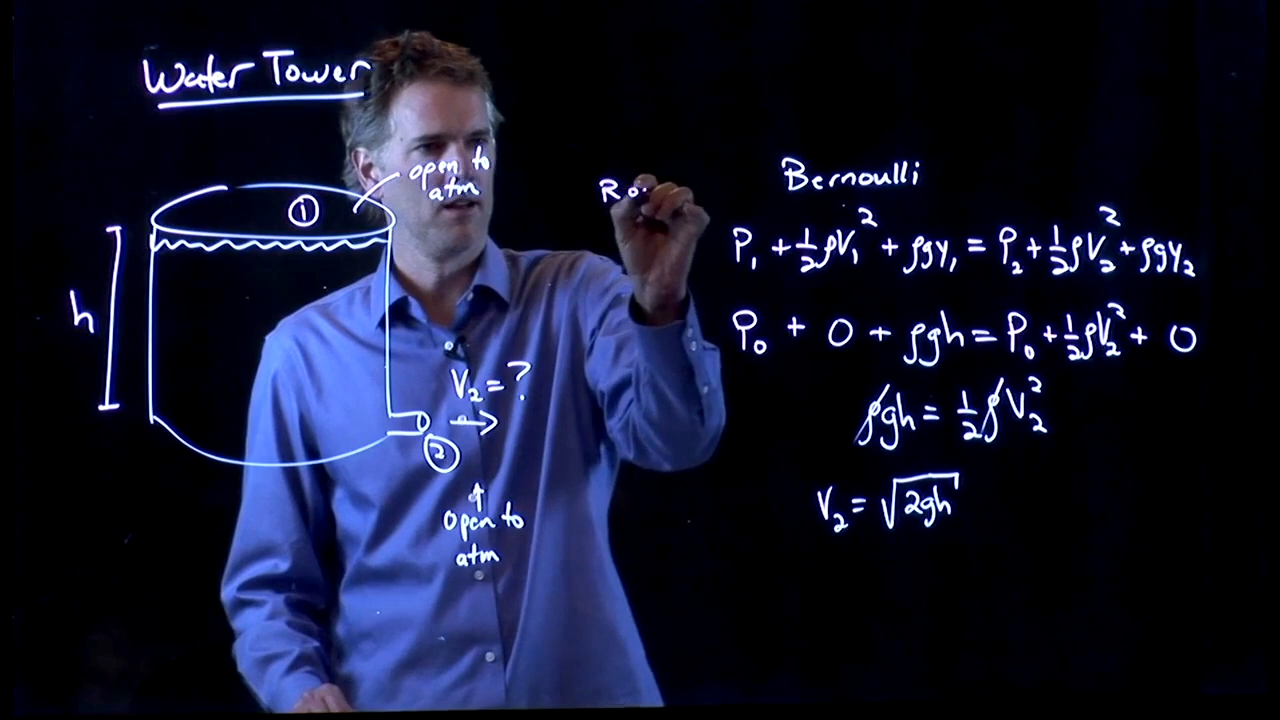 Water Tower
open to
atm
①
h
V₂ = ?
②
open to
atm
Ro
Bernoulli
P₁ + ½ρV₁² + ρgy₁ = P₂ + ½ρV₂² + ρgy₂
P₀ + 0 + ρgh = P₀ + ½ρV₂² + 0
ρgh = ½ρV₂²
V₂ = √2gh